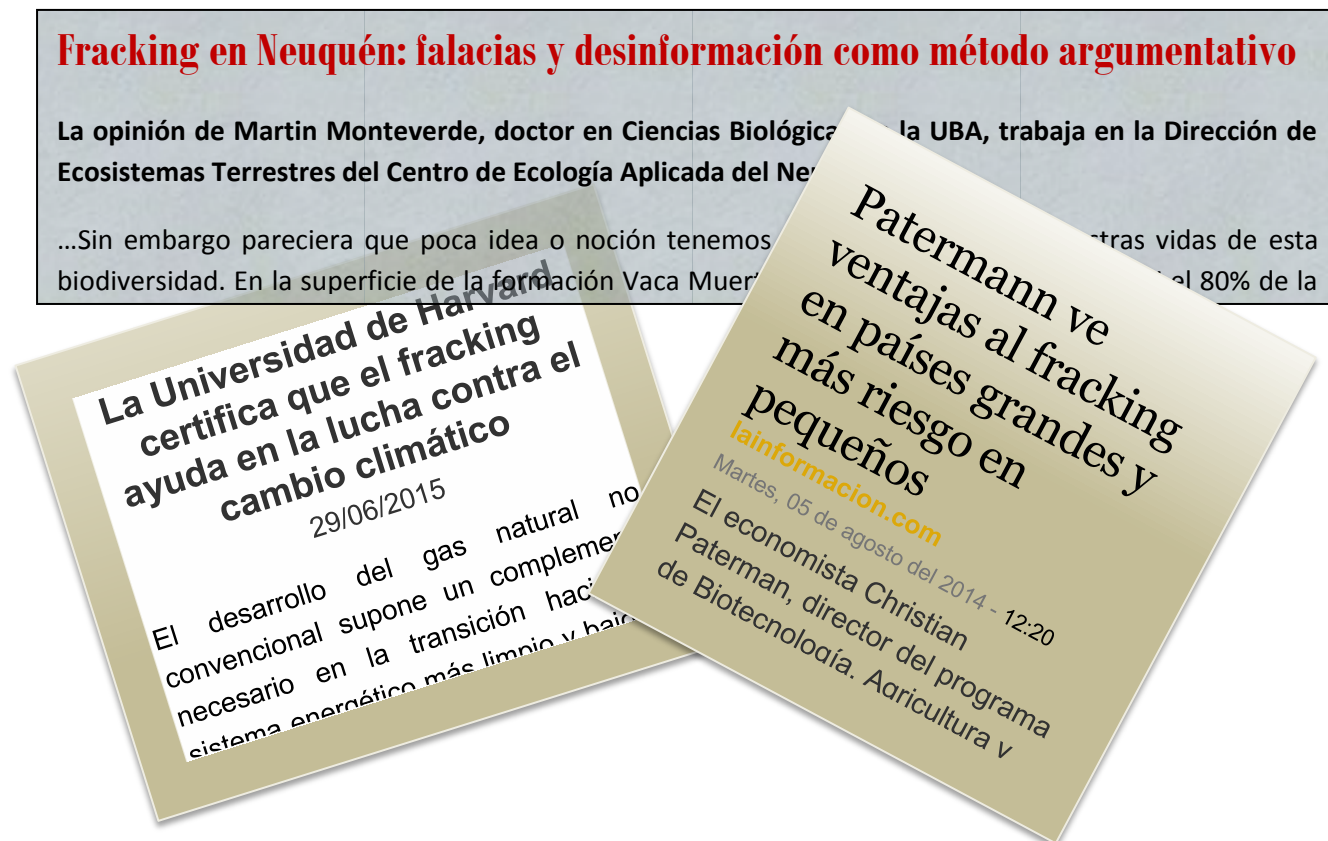 Fracking en Neuquén: falacias y desinformación como método argumentativo
La opinión de Martin Monteverde, doctor en Ciencias la UBA, trabaja en la Dirección de
Ecosistemas Terrestres del Centro de Ecología Aplicada del
…Sin embargo pareciera que poca idea o noción tenemos vidas de esta
biodiversidad. En la superficie de la formación Vaca el 80% de la
La Universidad de Harvard
certifica que el fracking
ayuda en la lucha contra el
cambio climático
29/06/2015
El desarrollo del gas natural no
convencional supone un
necesario en la transición
sistema energético más limpio y bajo
Patermann ve
ventajas al fracking
en países grandes y
más riesgo en
pequeños
lainformacion.com
Martes, 05 de agosto del 2014 - 12:20
El economista Christian
Paterman, director del programa
de Biotecnología. Agricultura y